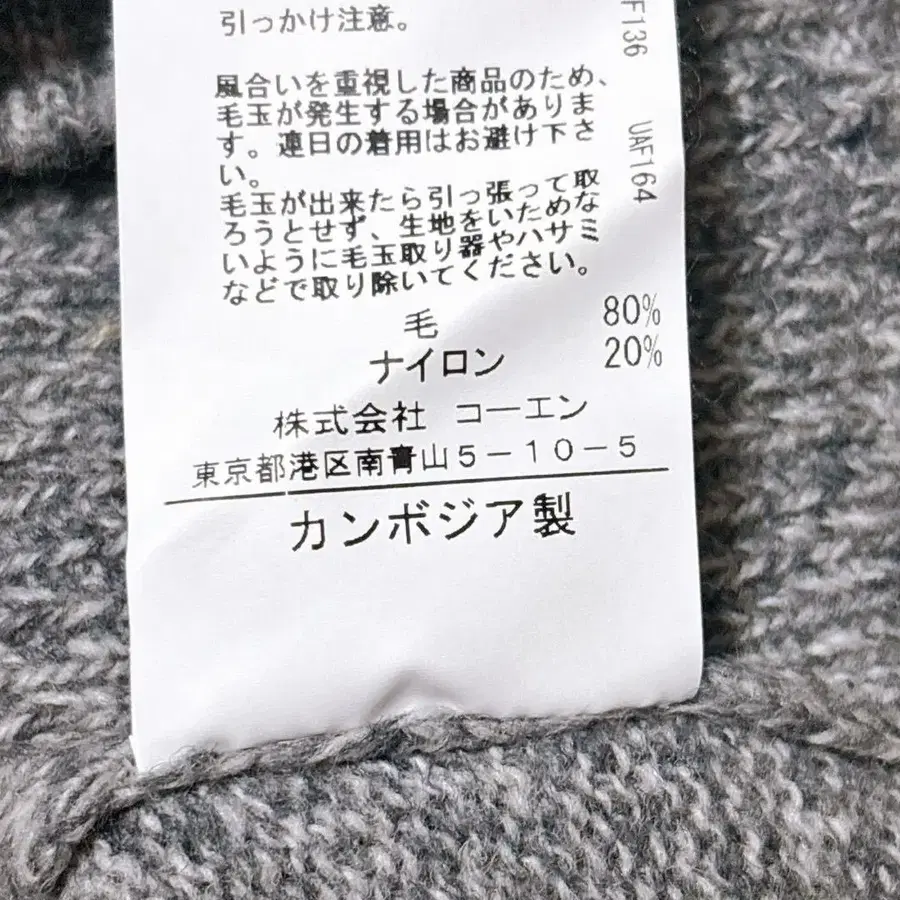 引っかけ注意。
風合いを重視した商品のため、
毛玉が発生する場合がありま
す。連日の着用はお避け下さ
い。
毛玉が出来たら引っ張って取
ろうとせず、生地をいためな
いように毛玉取り器やハサミ
などで取り除いてください。
毛 80%
ナイロン 20%
株式会社 コーエン
東京都港区南青山5-10-5
カンボジア製
F136 UAF164